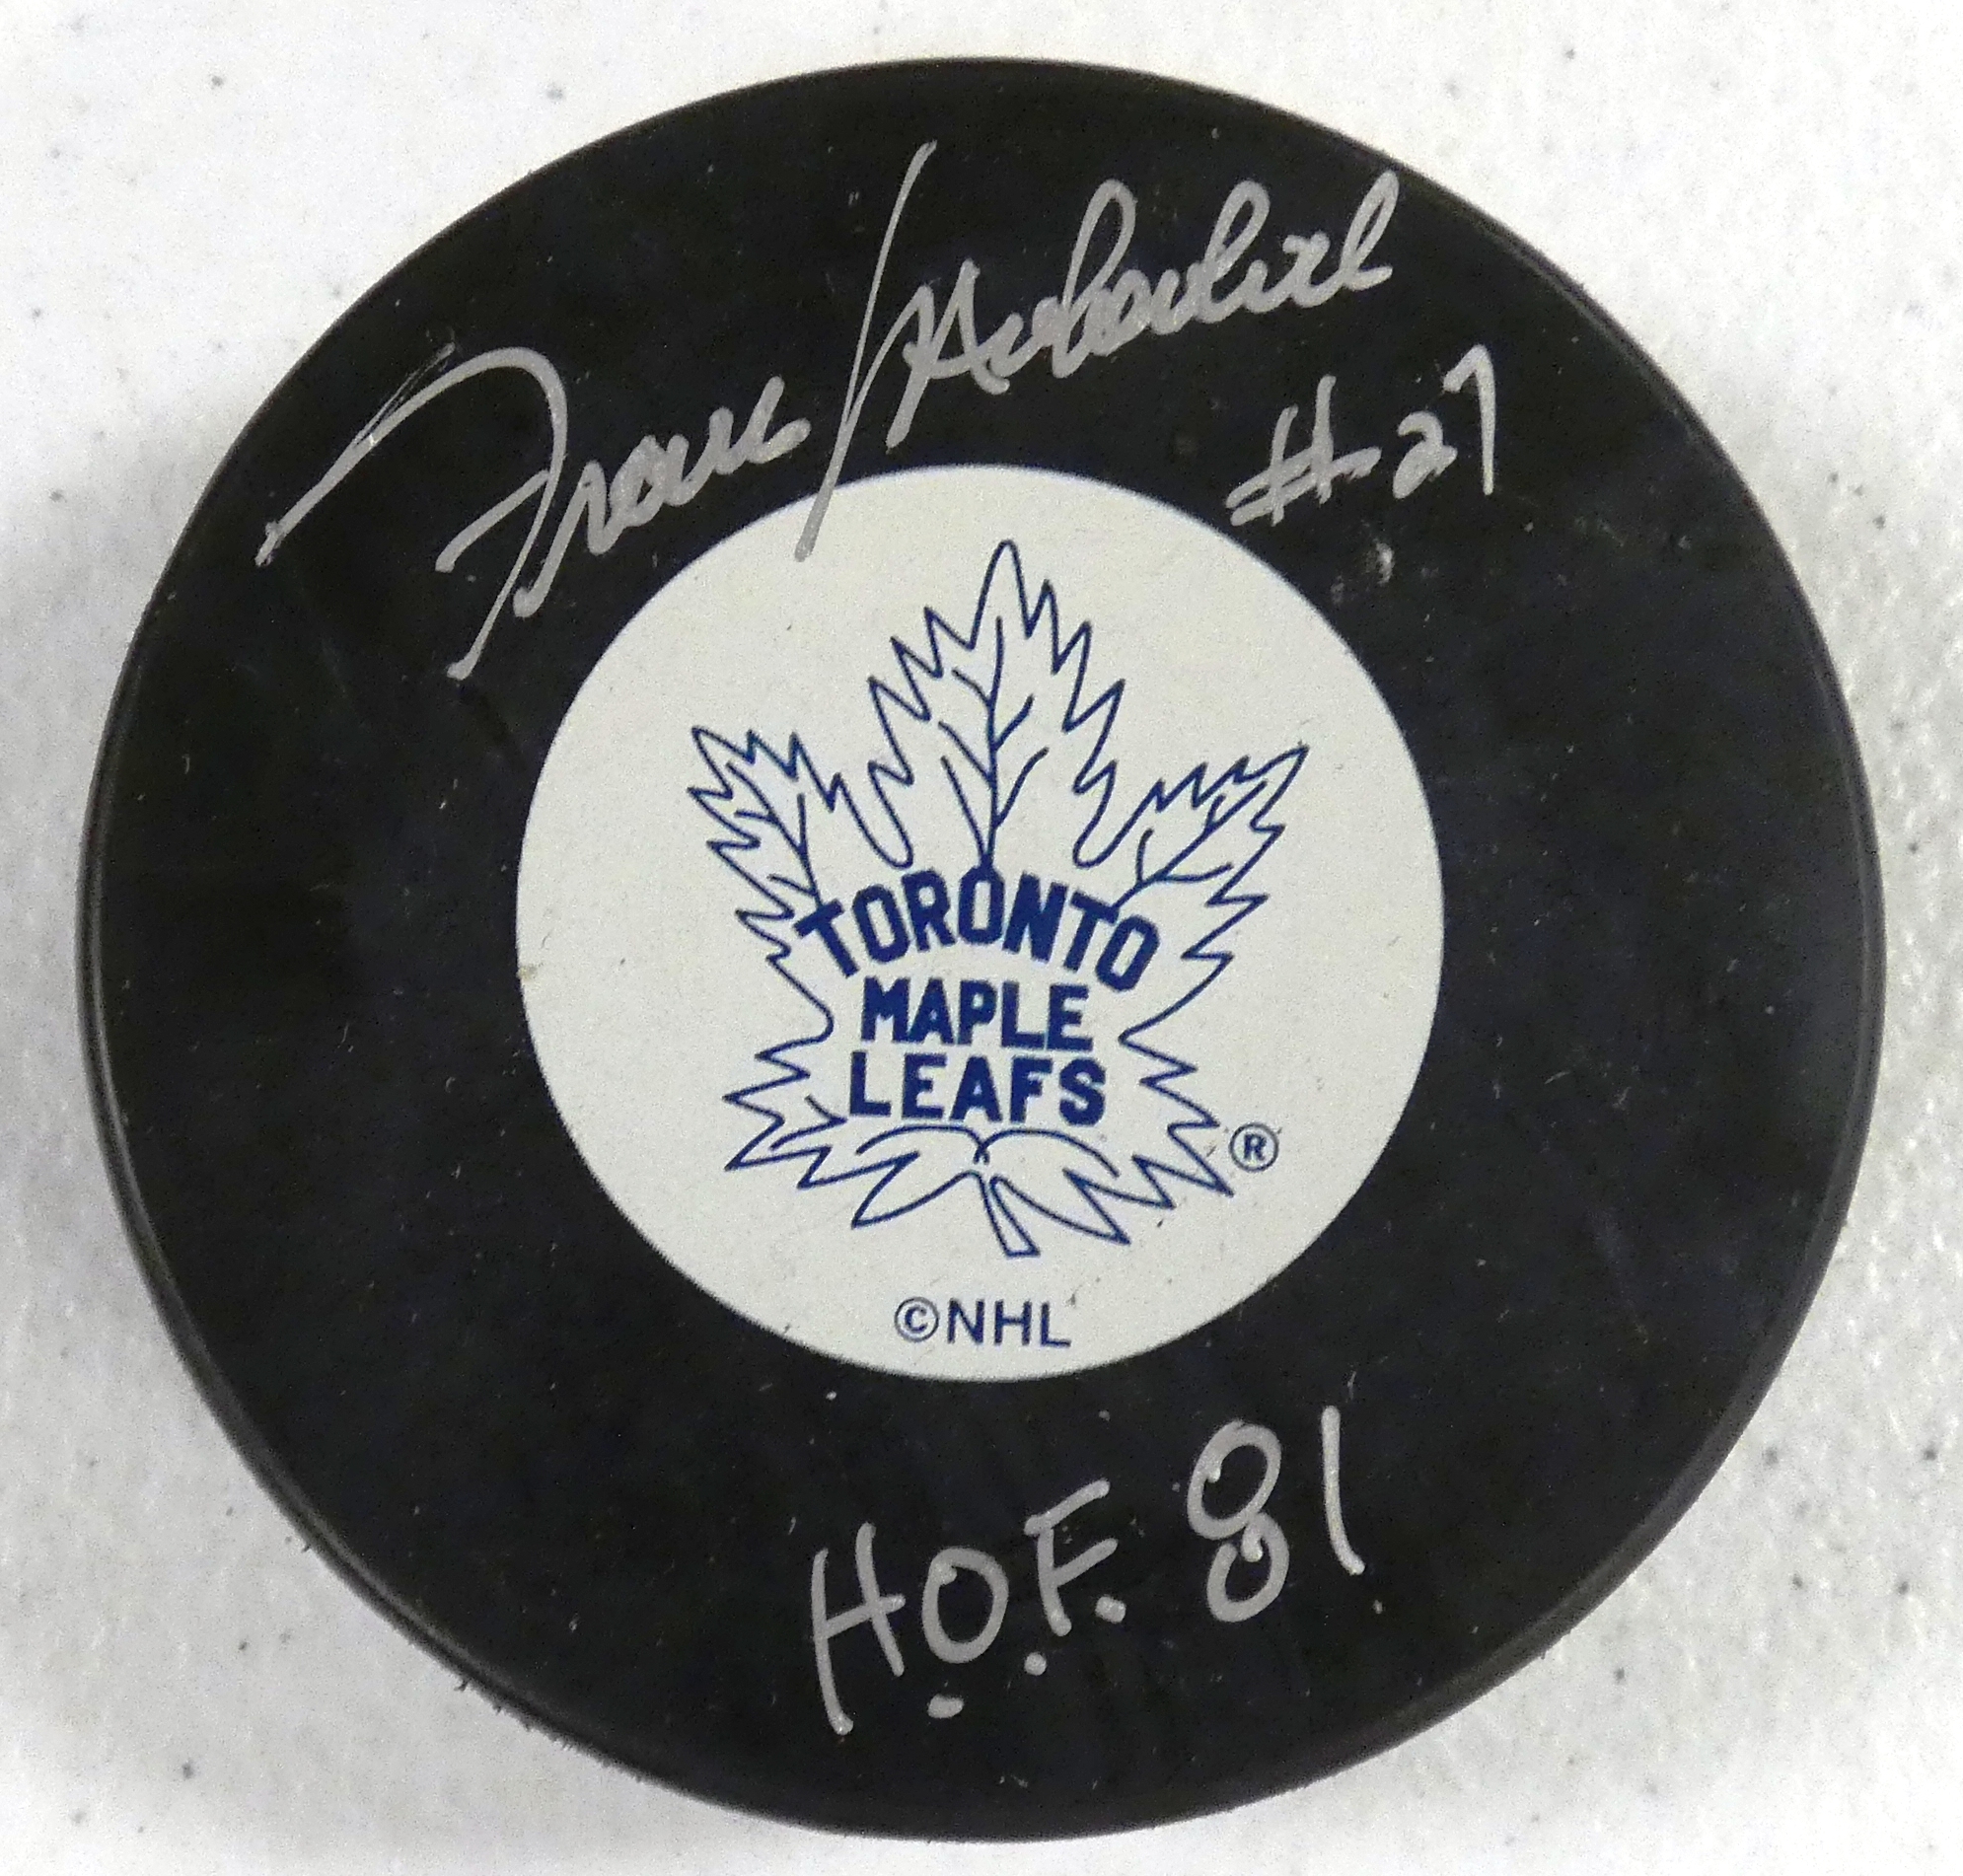 Frank Mahovlich
#27
TORONTO
MAPLE
LEAFS
®
©NHL
H.O.F. 81